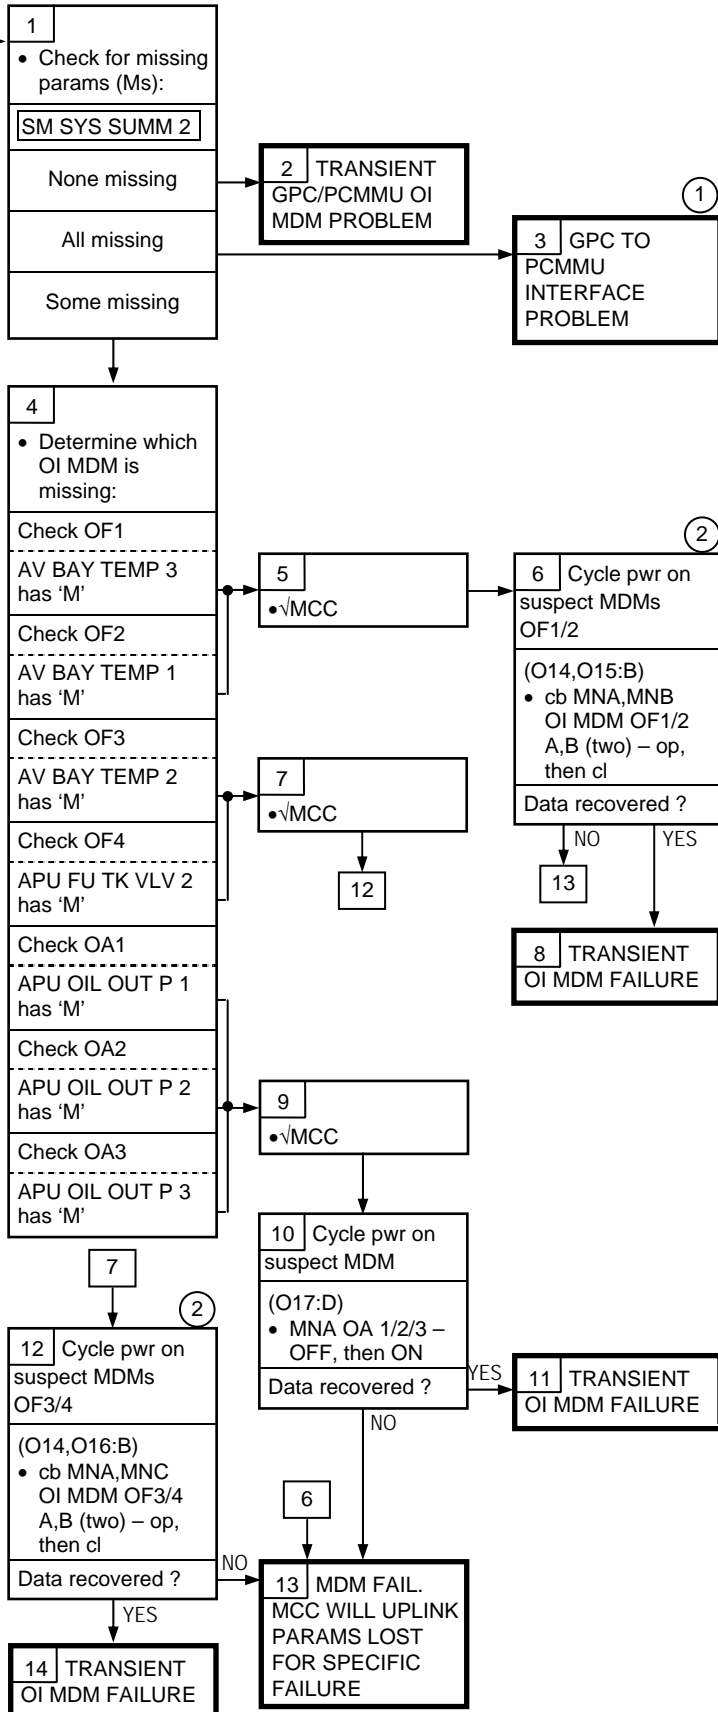 1
• Check for missing
params (Ms):
SM SYS SUMM 2
None missing
All missing
Some missing
2 TRANSIENT
GPC/PCMMU OI
MDM PROBLEM
1
3 GPC TO
PCMMU
INTERFACE
PROBLEM
4
• Determine which
OI MDM is
missing:
Check OF1
AV BAY TEMP 3
has ‘M’
Check OF2
AV BAY TEMP 1
has ‘M’
Check OF3
AV BAY TEMP 2
has ‘M’
Check OF4
APU FU TK VLV 2
has ‘M’
Check OA1
APU OIL OUT P 1
has ‘M’
Check OA2
APU OIL OUT P 2
has ‘M’
Check OA3
APU OIL OUT P 3
has ‘M’
5
•√MCC
2
6 Cycle pwr on
suspect MDMs
OF1/2
(O14,O15:B)
• cb MNA,MNB
OI MDM OF1/2
A,B (two) – op,
then cl
Data recovered ?
NO
YES
13
8 TRANSIENT
OI MDM FAILURE
7
•√MCC
12
9
•√MCC
10 Cycle pwr on
suspect MDM
(O17:D)
• MNA OA 1/2/3 –
OFF, then ON
Data recovered ?
YES
NO
11 TRANSIENT
OI MDM FAILURE
7
2
12 Cycle pwr on
suspect MDMs
OF3/4
(O14,O16:B)
• cb MNA,MNC
OI MDM OF3/4
A,B (two) – op,
then cl
Data recovered ?
NO
YES
6
13 MDM FAIL.
MCC WILL UPLINK
PARAMS LOST
FOR SPECIFIC
FAILURE
14 TRANSIENT
OI MDM FAILURE